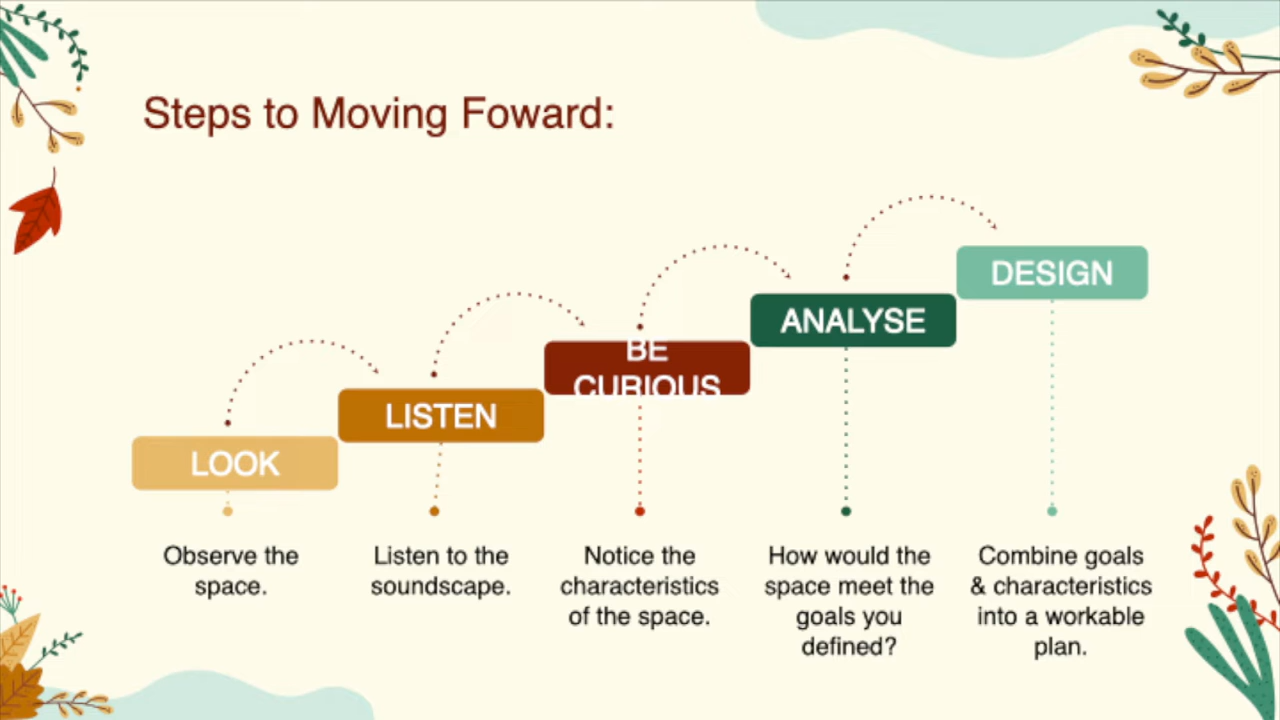 Steps to Moving Foward:
DESIGN
ANALYSE
BE
CURIOUS
LISTEN
LOOK
Observe the
space.
Listen to the
soundscape.
Notice the
characteristics
of the space.
How would the
space meet the
goals you
defined?
Combine goals
& characteristics
into a workable
plan.